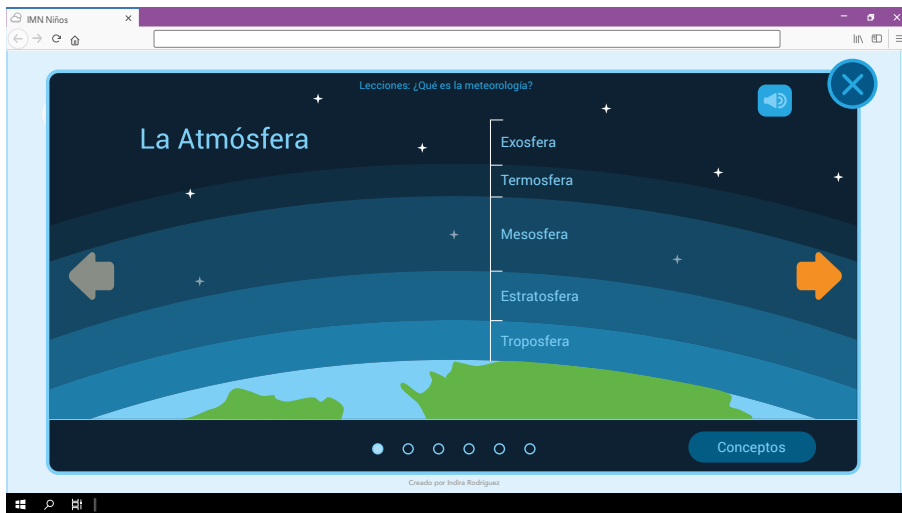 IMN Niños
Lecciones: ¿Qué es la meteorología?
La Atmósfera
Exosfera
Termosfera
Mesosfera
Estratosfera
Troposfera
Conceptos
Creado por Indira Rodríguez